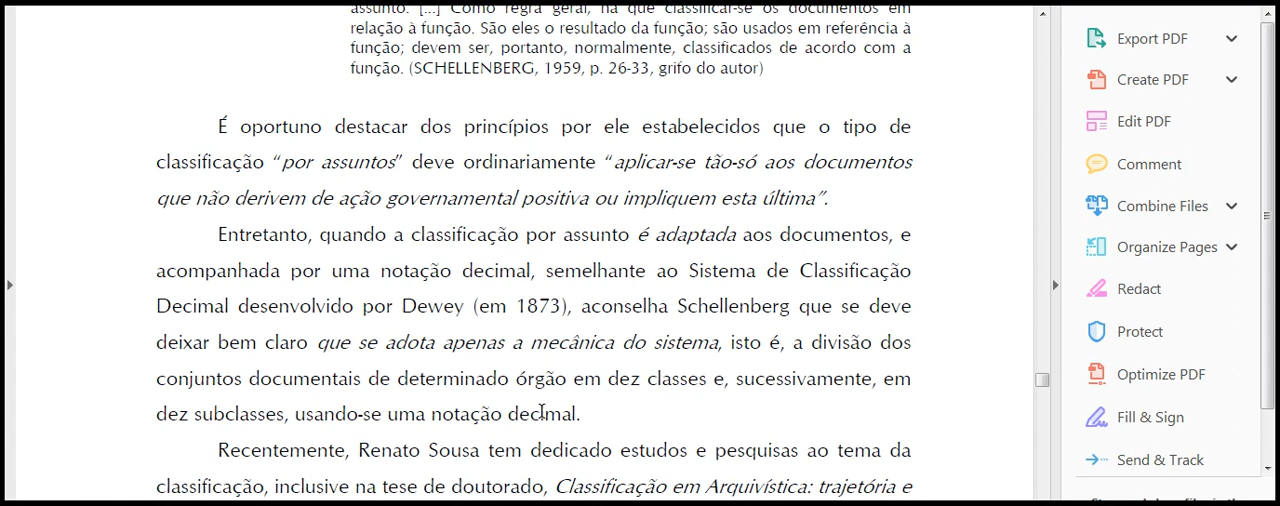 assunto. [...] Como regra geral, há que classificar-se os documentos em
relação à função. São eles o resultado da função; são usados em referência à
função; devem ser, portanto, normalmente, classificados de acordo com a
função. (SCHELLENBERG, 1959, p. 26-33, grifo do autor)
É oportuno destacar dos princípios por ele estabelecidos que o tipo de
classificação “por assuntos” deve ordinariamente “aplicar-se tão-só aos documentos
que não derivem de ação governamental positiva ou impliquem esta última”.
Entretanto, quando a classificação por assunto é adaptada aos documentos, e
acompanhada por uma notação decimal, semelhante ao Sistema de Classificação
Decimal desenvolvido por Dewey (em 1873), aconselha Schellenberg que se deve
deixar bem claro que se adota apenas a mecânica do sistema, isto é, a divisão dos
conjuntos documentais de determinado órgão em dez classes e, sucessivamente, em
dez subclasses, usando-se uma notação decimal.
Recentemente, Renato Sousa tem dedicado estudos e pesquisas ao tema da
classificação, inclusive na tese de doutorado, Classificação em Arquivística: trajetória e
Export PDF
Create PDF
Edit PDF
Comment
Combine Files
Organize Pages
Redact
Protect
Optimize PDF
Fill & Sign
Send & Track